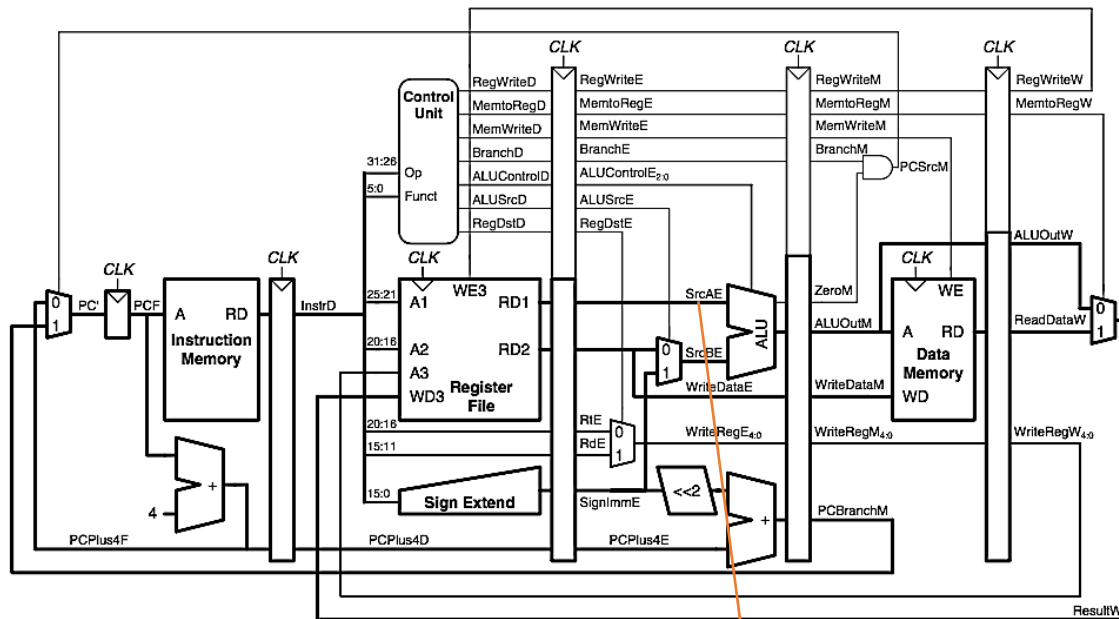 CLK
CLK
CLK
Control
Unit
RegWriteD
MemtoRegD
MemWriteD
BranchD
ALUControlD
ALUSrcD
RegDstD
31:26
Op
5:0
Funct
RegWriteE
MemtoRegE
MemWriteE
BranchE
ALUControlE2:0
ALUSrcE
RegDstE
RegWriteM
MemtoRegM
MemWriteM
BranchM
PCSrcM
RegWriteW
MemtoRegW
CLK
CLK
CLK
CLK
0
1
PC'
PCF
A
RD
Instruction
Memory
InstrD
25:21
A1
WE3
RD1
20:16
A2
RD2
A3
WD3
Register
File
SrcAE
0
1
SrcBE
ALU
ZeroM
ALUOutM
WE
A
RD
Data
Memory
WD
ALUOutW
ReadDataW
0
1
WriteDataE
WriteDataM
20:16
RtE
15:11
RdE
0
1
WriteRegE4:0
WriteRegM4:0
WriteRegW4:0
15:0
Sign Extend
SignImmE
<<2
+
4
+
PCBranchM
PCPlus4F
PCPlus4D
PCPlus4E
ResultW